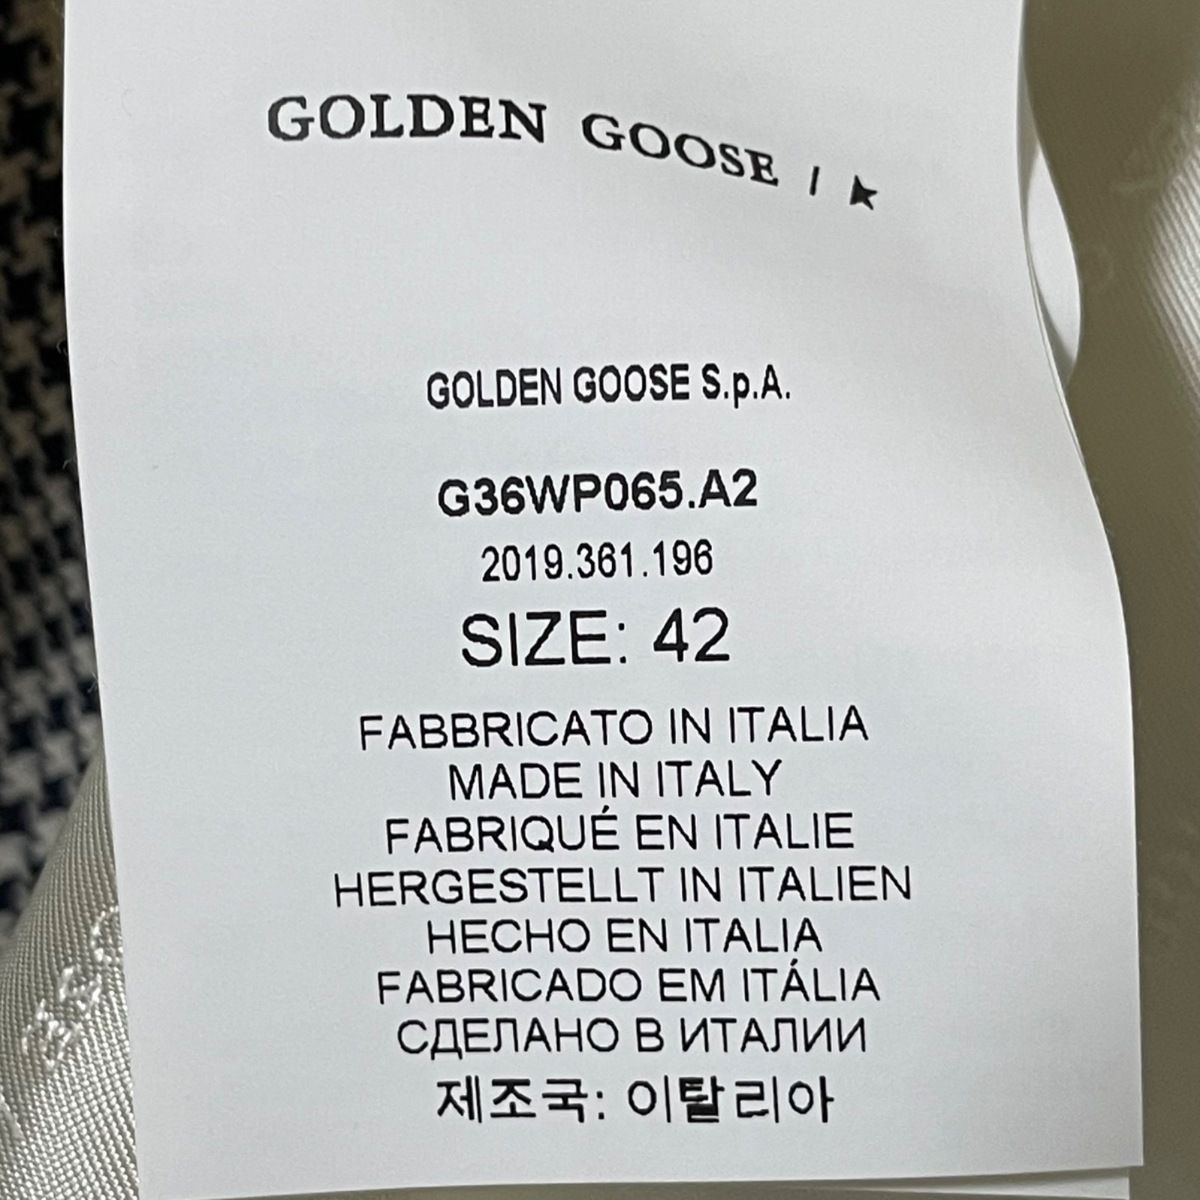 GOLDEN GOOSE / ★
GOLDEN GOOSE S.p.A.
G36WP065.A2
2019.361.196
SIZE: 42
FABBRICATO IN ITALIA
MADE IN ITALY
FABRIQUÉ EN ITALIE
HERGESTELLT IN ITALIEN
HECHO EN ITALIA
FABRICADO EM ITÁLIA
СДЕЛАНО В ИТАЛИИ
제조국: 이탈리아